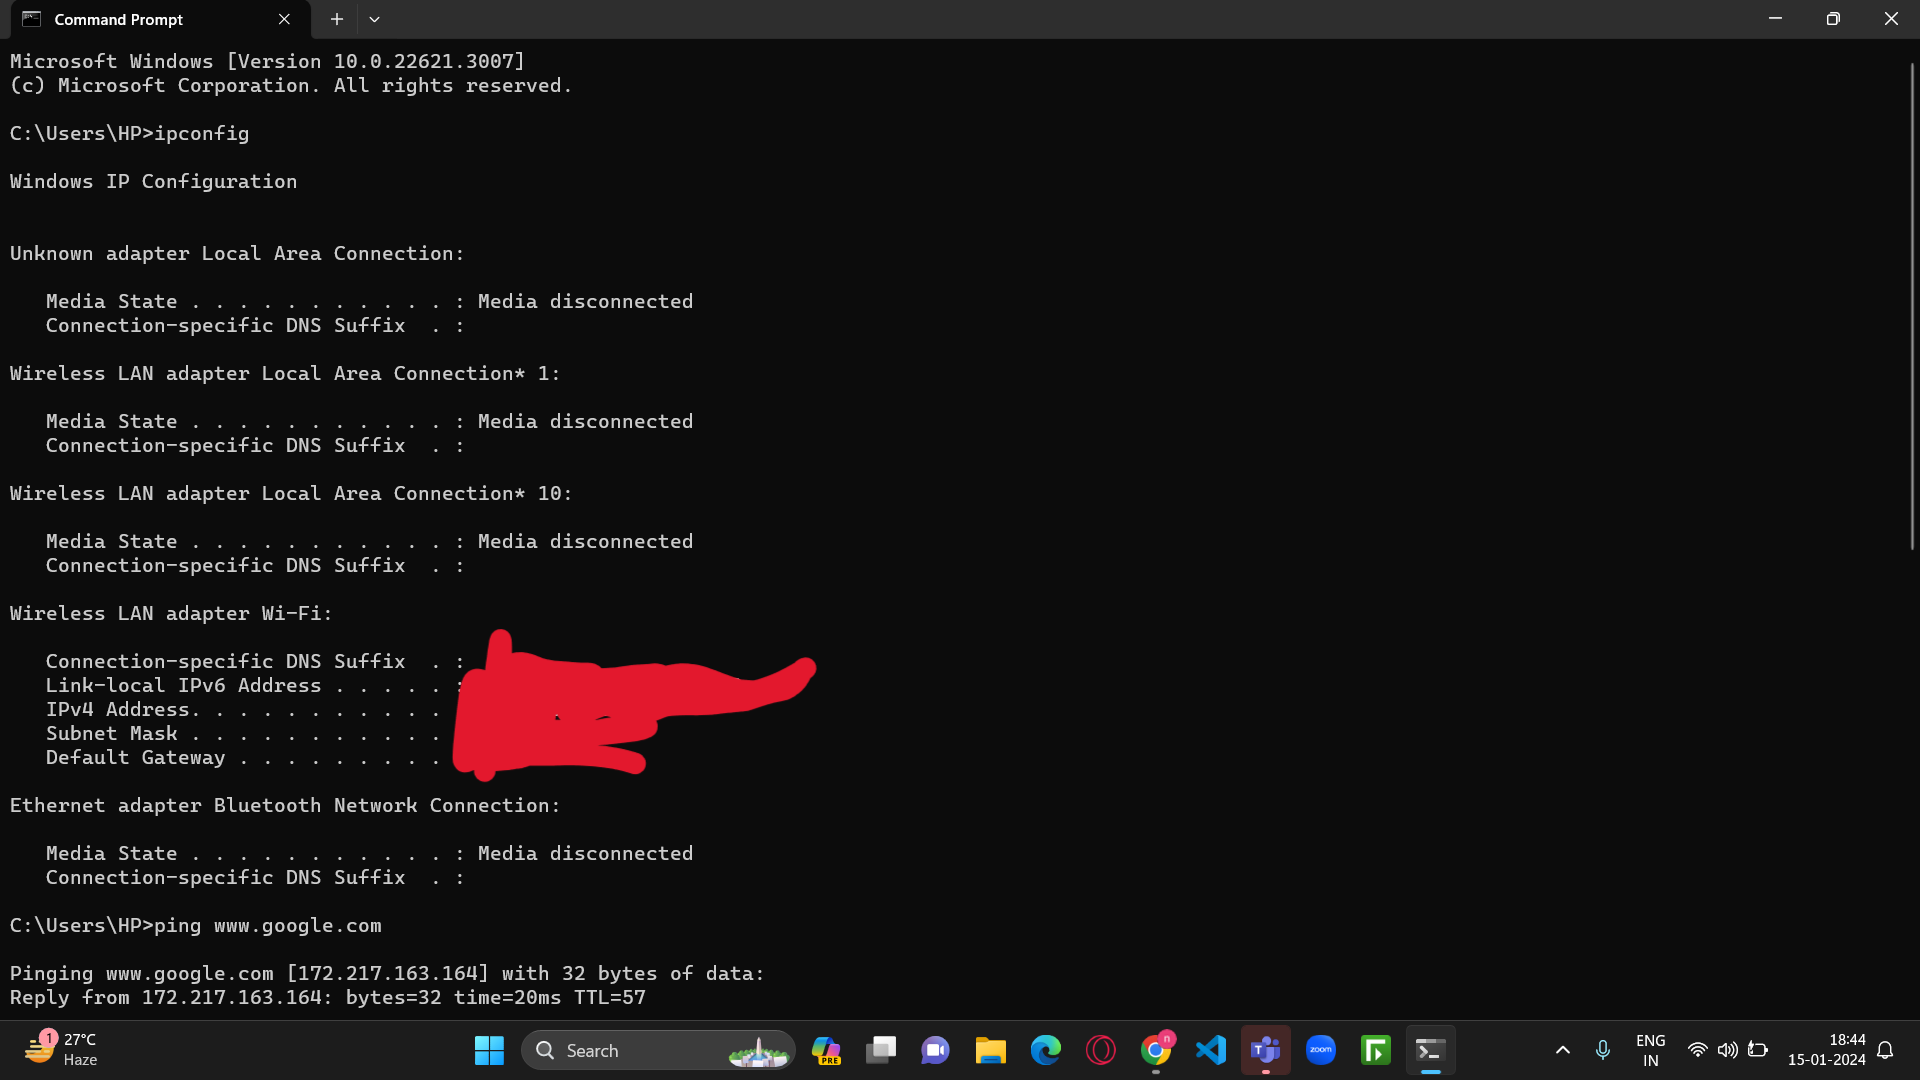 Command Prompt
Microsoft Windows [Version 10.0.22621.3007]
(c) Microsoft Corporation. All rights reserved.
C:\Users\HP>ipconfig
Windows IP Configuration
Unknown adapter Local Area Connection:
Media State . . . . . . . . . . . : Media disconnected
Connection-specific DNS Suffix  . :
Wireless LAN adapter Local Area Connection* 1:
Media State . . . . . . . . . . . : Media disconnected
Connection-specific DNS Suffix  . :
Wireless LAN adapter Local Area Connection* 10:
Media State . . . . . . . . . . . : Media disconnected
Connection-specific DNS Suffix  . :
Wireless LAN adapter Wi-Fi:
Connection-specific DNS Suffix  . :
Link-local IPv6 Address . . . . . :
IPv4 Address. . . . . . . . . . .
Subnet Mask . . . . . . . . . . .
Default Gateway . . . . . . . . .
Ethernet adapter Bluetooth Network Connection:
Media State . . . . . . . . . . . : Media disconnected
Connection-specific DNS Suffix  . :
C:\Users\HP>ping www.google.com
Pinging www.google.com [172.217.163.164] with 32 bytes of data:
Reply from 172.217.163.164: bytes=32 time=20ms TTL=57
1
27°C
Haze
Search
PRE
n
T
zoom
ENG
IN
18:44
15-01-2024